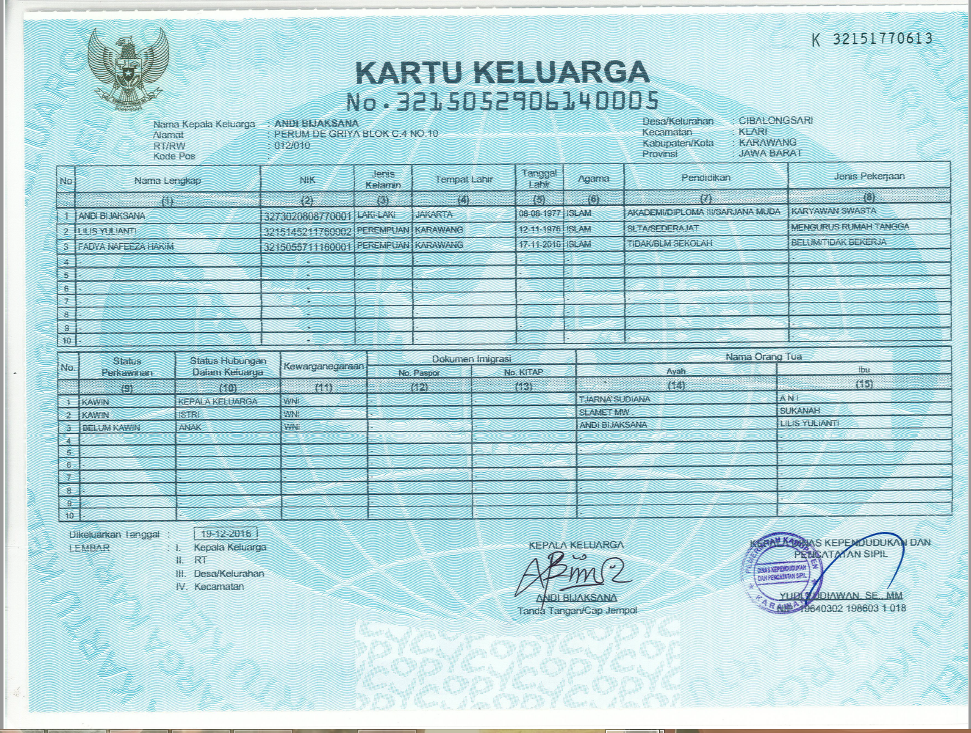 K 32151770613
KARTU KELUARGA
No. 3215052906140005
Nama Kepala Keluarga : ANDI BIJAKSANA
Alamat : PERUM DE GRIYA BLOK C.4 NO.10
RT/RW : 012/010
Kode Pos :
Desa/Kelurahan : CIBALONGSARI
Kecamatan : KLARI
Kabupaten/Kota : KARAWANG
Provinsi : JAWA BARAT
No Nama Lengkap NIK Jenis Kelamin Tempat Lahir Tanggal Lahir Agama Pendidikan Jenis Pekerjaan
(1) (2) (3) (4) (5) (6) (7) (8)
1 ANDI BIJAKSANA 3273020808770001 LAKI-LAKI JAKARTA 08-08-1977 ISLAM AKADEMI/DIPLOMA III/SARJANA MUDA KARYAWAN SWASTA
2 LILIS YULIANTI 3215145211760002 PEREMPUAN KARAWANG 12-11-1976 ISLAM SLTA/SEDERAJAT MENGURUS RUMAH TANGGA
3 FADYA NAFEEZA HAKIM 3215055711160001 PEREMPUAN KARAWANG 17-11-2016 ISLAM TIDAK/BLM SEKOLAH BELUM/TIDAK BEKERJA
4 - - - - - - - -
5 - - - - - - - -
6 - - - - - - - -
7 - - - - - - - -
8 - - - - - - - -
9 - - - - - - - -
10 - - - - - - - -
No. Status Perkawinan Status Hubungan Dalam Keluarga Kewarganegaraan Dokumen Imigrasi Nama Orang Tua
No. Paspor No. KITAP Ayah Ibu
(9) (10) (11) (12) (13) (14) (15)
1 KAWIN KEPALA KELUARGA WNI TJARNA SUDIANA A N I
2 KAWIN ISTRI WNI SLAMET MW . SUKANAH
3 BELUM KAWIN ANAK WNI ANDI BIJAKSANA LILIS YULIANTI
4 - - - - - - -
5 - - - - - - -
6 - - - - - - -
7 - - - - - - -
8 - - - - - - -
9 - - - - - - -
10 - - - - - - -
Dikeluarkan Tanggal : 19-12-2016
LEMBAR : I. Kepala Keluarga
II. RT
III. Desa/Kelurahan
IV. Kecamatan
KEPALA KELUARGA
ANDI BIJAKSANA
Tanda Tangan/Cap Jempol
DINAS KEPENDUDUKAN DAN
PENCATATAN SIPIL
DINAS KEPENDUDUKAN
DAN PENCATATAN SIPIL
KARAWANG
YUDI YUDIAWAN, SE., MM
19640302 198603 1 018
COPY